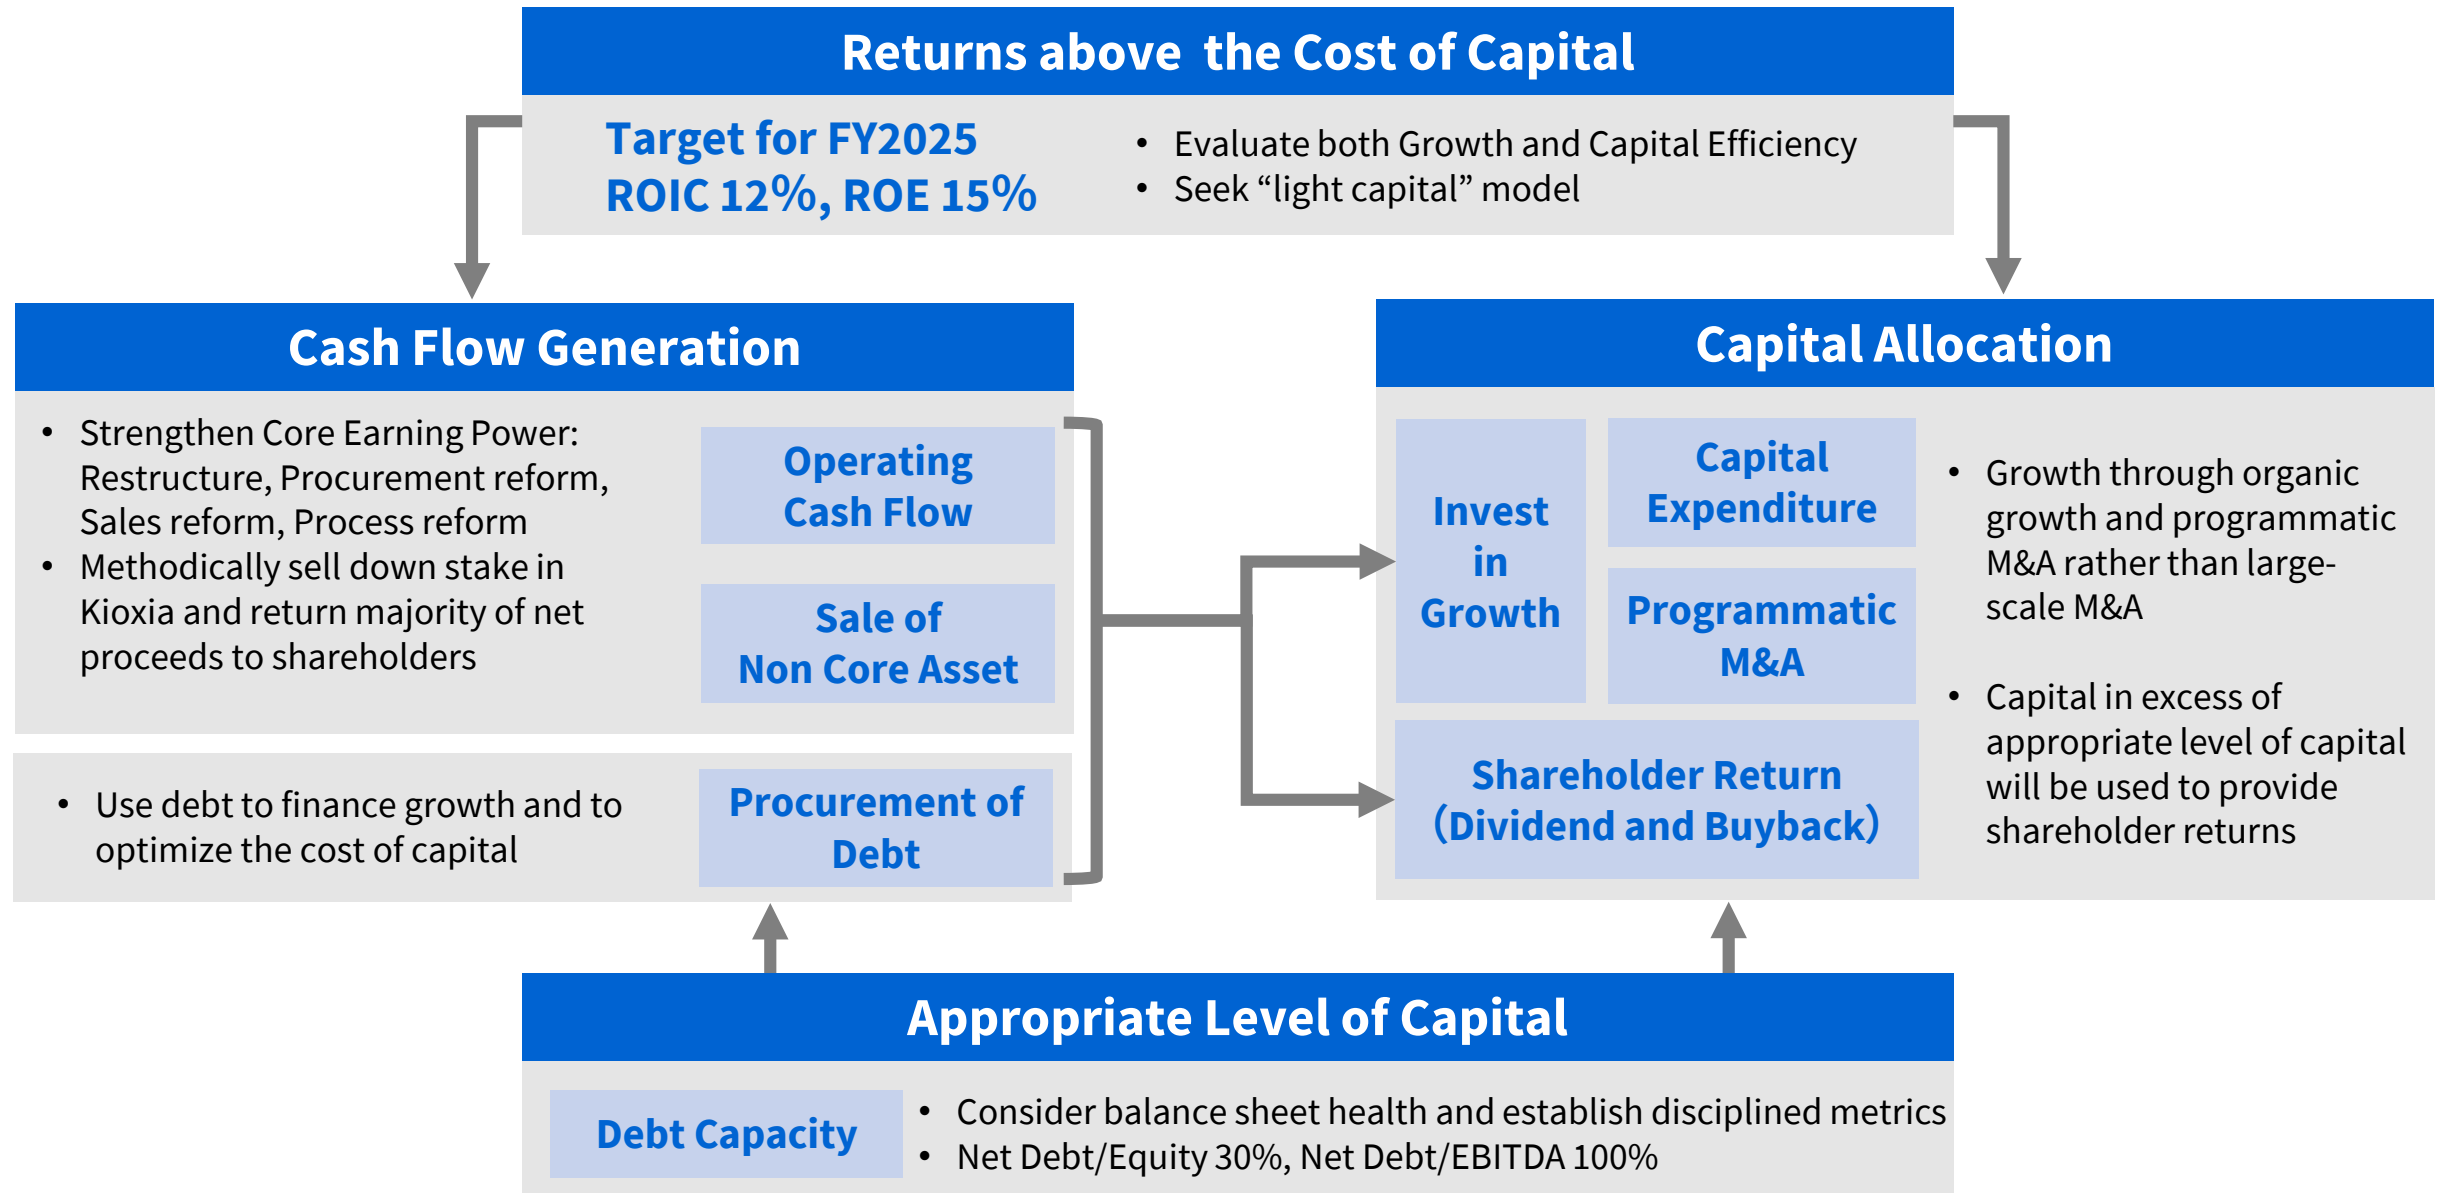 Returns above the Cost of Capital
Target for FY2025
ROIC 12%, ROE 15%
• Evaluate both Growth and Capital Efficiency
• Seek “light capital” model
Cash Flow Generation
• Strengthen Core Earning Power:
Restructure, Procurement reform,
Sales reform, Process reform
• Methodically sell down stake in
Kioxia and return majority of net
proceeds to shareholders
Operating
Cash Flow
Sale of
Non Core Asset
• Use debt to finance growth and to
optimize the cost of capital
Procurement of
Debt
Capital Allocation
Invest
in
Growth
Capital
Expenditure
Programmatic
M&A
Shareholder Return
（Dividend and Buyback）
• Growth through organic
growth and programmatic
M&A rather than large-
scale M&A
• Capital in excess of
appropriate level of capital
will be used to provide
shareholder returns
Appropriate Level of Capital
Debt Capacity
• Consider balance sheet health and establish disciplined metrics
• Net Debt/Equity 30%, Net Debt/EBITDA 100%